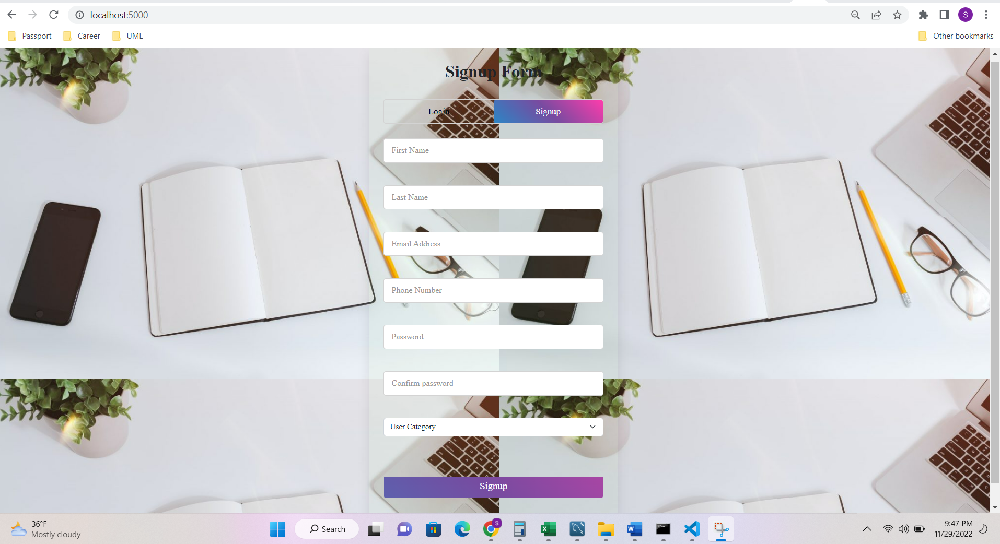 localhost:5000
S
Passport
Career
UML
Other bookmarks
Signup Form
Login
Signup
First Name
Last Name
Email Address
Phone Number
Password
Confirm password
User Category
Signup
36°F
Mostly cloudy
Search
S
9:47 PM
11/29/2022